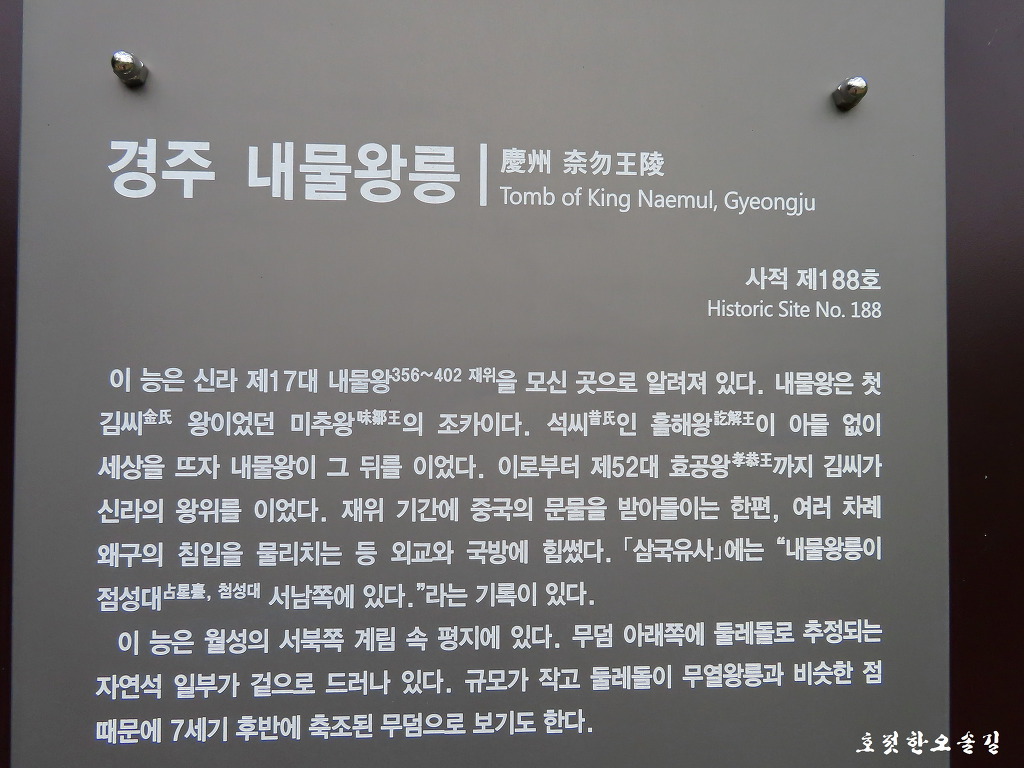 경주 내물왕릉
慶州 奈勿王陵
Tomb of King Naemul, Gyeongju
사적 제188호
Historic Site No. 188
이 능은 신라 제17대 내물왕356~402 재위을 모신 곳으로 알려져 있다. 내물왕은 첫
김씨金氏 왕이었던 미추왕味鄒王의 조카이다. 석씨昔氏인 흘해왕訖解王이 아들 없이
세상을 뜨자 내물왕이 그 뒤를 이었다. 이로부터 제52대 효공왕孝恭王까지 김씨가
신라의 왕위를 이었다. 재위 기간에 중국의 문물을 받아들이는 한편, 여러 차례
왜구의 침입을 물리치는 등 외교와 국방에 힘썼다. 「삼국유사」에는 “내물왕릉이
점성대占星臺, 첨성대 서남쪽에 있다.”라는 기록이 있다.
이 능은 월성의 서북쪽 계림 속 평지에 있다. 무덤 아래쪽에 둘레돌로 추정되는
자연석 일부가 겉으로 드러나 있다. 규모가 작고 둘레돌이 무열왕릉과 비슷한 점
때문에 7세기 후반에 축조된 무덤으로 보기도 한다.
호젓한오솔길